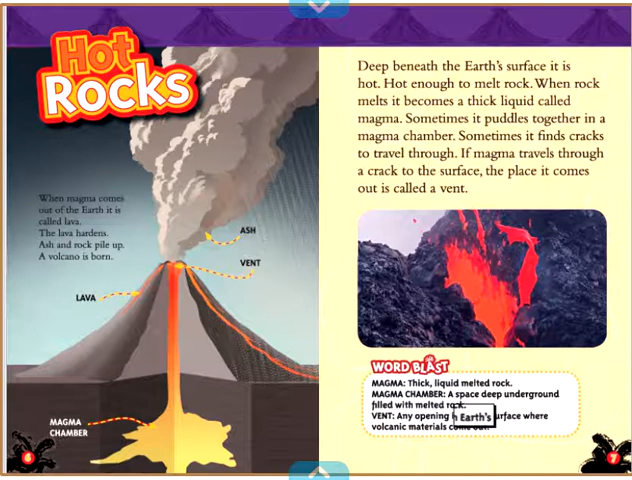 Hot
Rocks
When magma comes
out of the Earth it is
called lava.
The lava hardens.
Ash and rock pile up.
A volcano is born.
ASH
VENT
LAVA
MAGMA
CHAMBER
6
Deep beneath the Earth's surface it is
hot. Hot enough to melt rock. When rock
melts it becomes a thick liquid called
magma. Sometimes it puddles together in a
magma chamber. Sometimes it finds cracks
to travel through. If magma travels through
a crack to the surface, the place it comes
out is called a vent.
WORD BLAST
MAGMA: Thick, liquid melted rock.
MAGMA CHAMBER: A space deep underground
filled with melted rock.
VENT: Any opening Earth's surface where
volcanic materials come out.
7